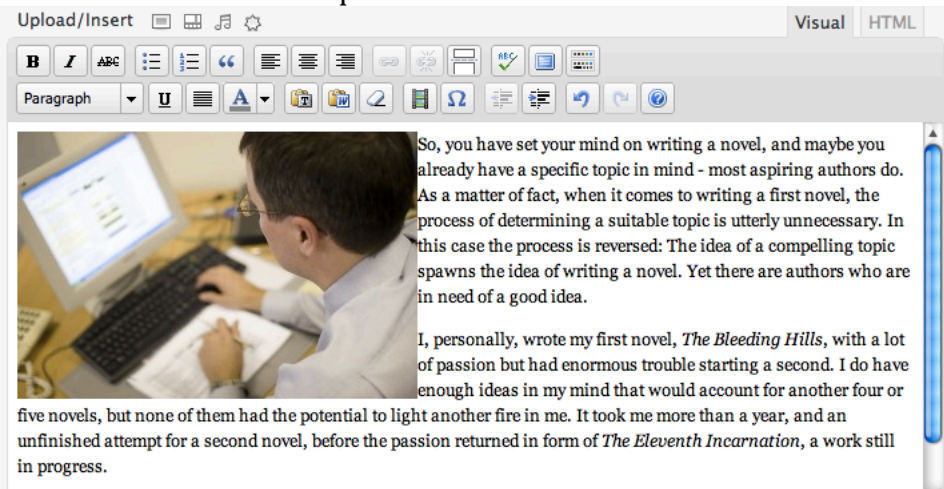 Upload/Insert Visual HTML
B I ABC ABC
Paragraph U A T W Ω
So, you have set your mind on writing a novel, and maybe you
already have a specific topic in mind - most aspiring authors do.
As a matter of fact, when it comes to writing a first novel, the
process of determining a suitable topic is utterly unnecessary. In
this case the process is reversed: The idea of a compelling topic
spawns the idea of writing a novel. Yet there are authors who are
in need of a good idea.
I, personally, wrote my first novel, The Bleeding Hills, with a lot
of passion but had enormous trouble starting a second. I do have
enough ideas in my mind that would account for another four or
five novels, but none of them had the potential to light another fire in me. It took me more than a year, and an
unfinished attempt for a second novel, before the passion returned in form of The Eleventh Incarnation, a work still
in progress.